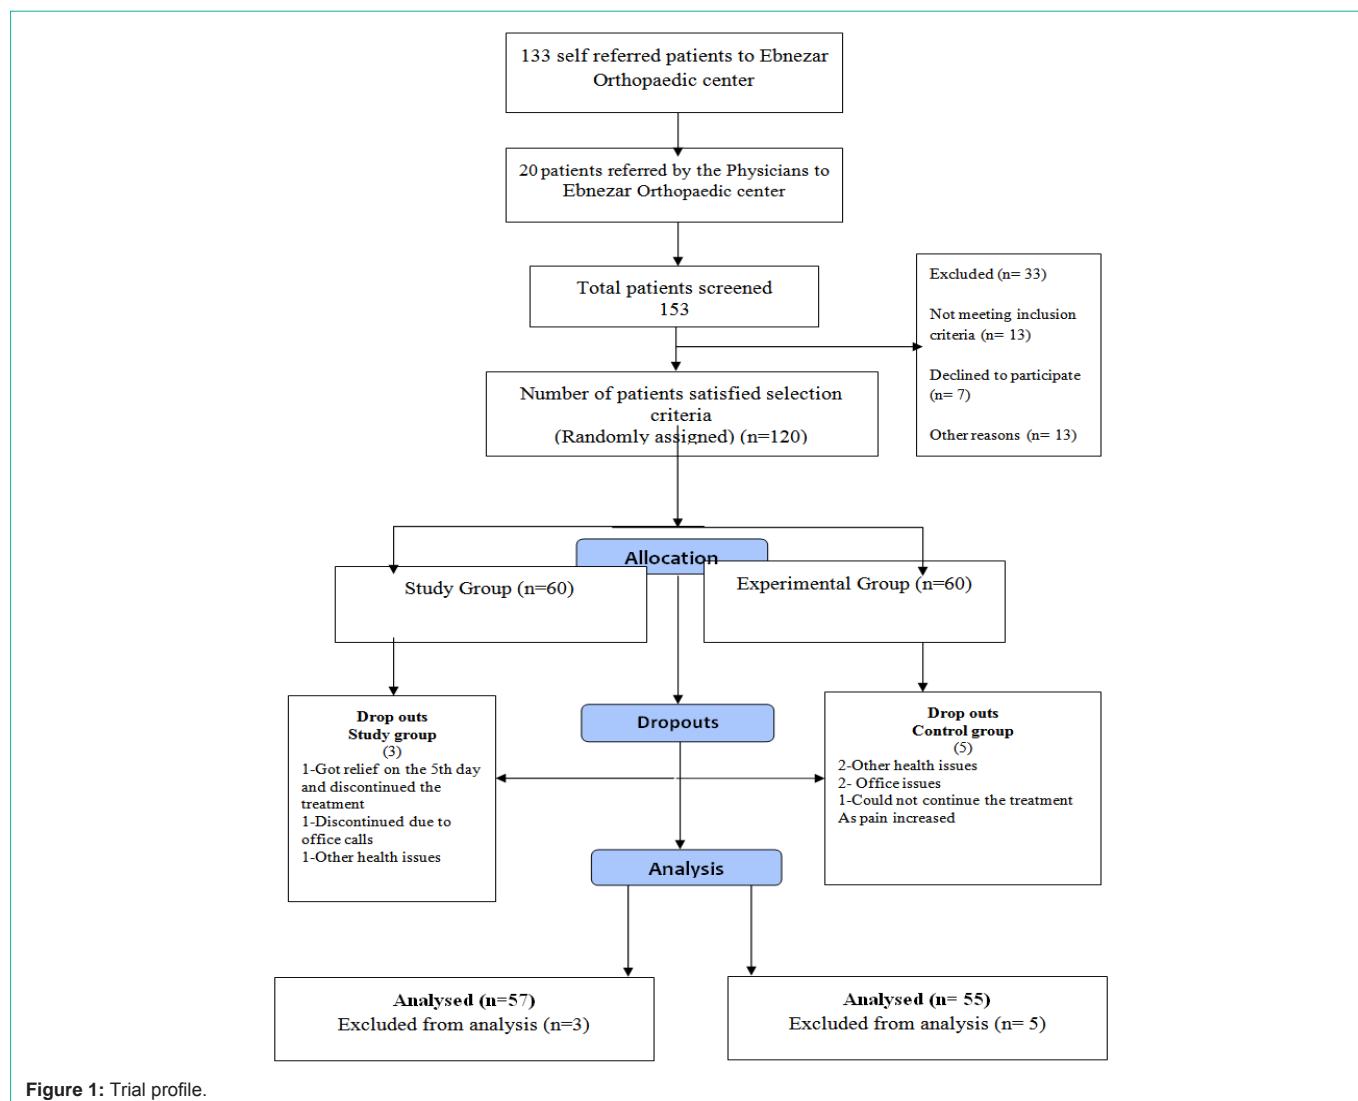 133 self referred patients to Ebnezar
Orthopaedic center
20 patients referred by the Physicians to
Ebnezar Orthopaedic center
Total patients screened
153
Excluded (n= 33)
Not meeting inclusion
criteria (n= 13)
Declined to participate
(n= 7)
Other reasons (n= 13)
Number of patients satisfied selection
criteria
(Randomly assigned) (n=120)
Allocation
Study Group (n=60)
Experimental Group (n=60)
Drop outs
Study group
(3)
1-Got relief on the 5th day
and discontinued the
treatment
1-Discontinued due to
office calls
1-Other health issues
Dropouts
Drop outs
Control group
(5)
2-Other health issues
2- Office issues
1-Could not continue the treatment
As pain increased
Analysis
Analysed (n=57)
Excluded from analysis (n=3)
Analysed (n= 55)
Excluded from analysis (n= 5)
Figure 1: Trial profile.